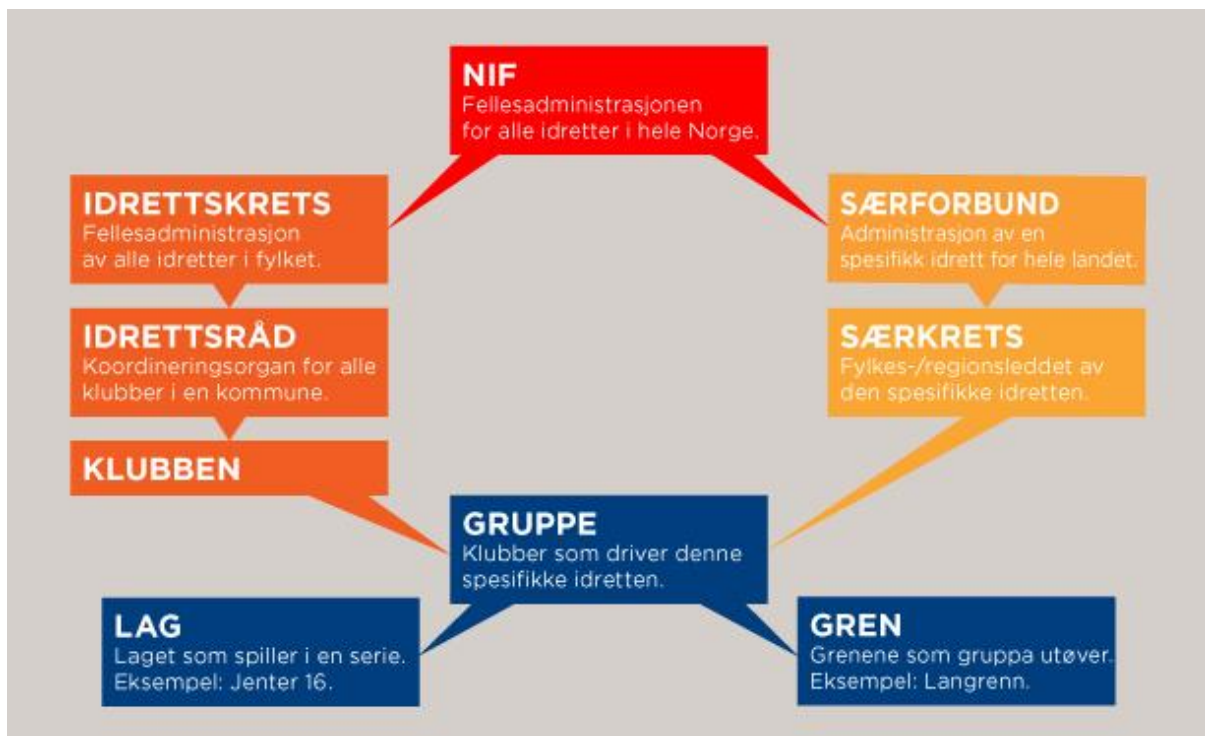 NIF
Fellesadministrasjonen
for alle idretter i hele Norge.
IDRETTSKRETS
Fellesadministrasjon
av alle idretter i fylket.
SÆRFORBUND
Administrasjon av en
spesifikk idrett for hele landet.
IDRETTSRÅD
Koordineringsorgan for alle
klubber i en kommune.
SÆRKRETS
Fylkes-/regionsleddet av
den spesifikke idretten.
KLUBBEN
GRUPPE
Klubber som driver denne
spesifikke idretten.
LAG
Laget som spiller i en serie.
Eksempel: Jenter 16.
GREN
Grenene som gruppa utøver.
Eksempel: Langrenn.